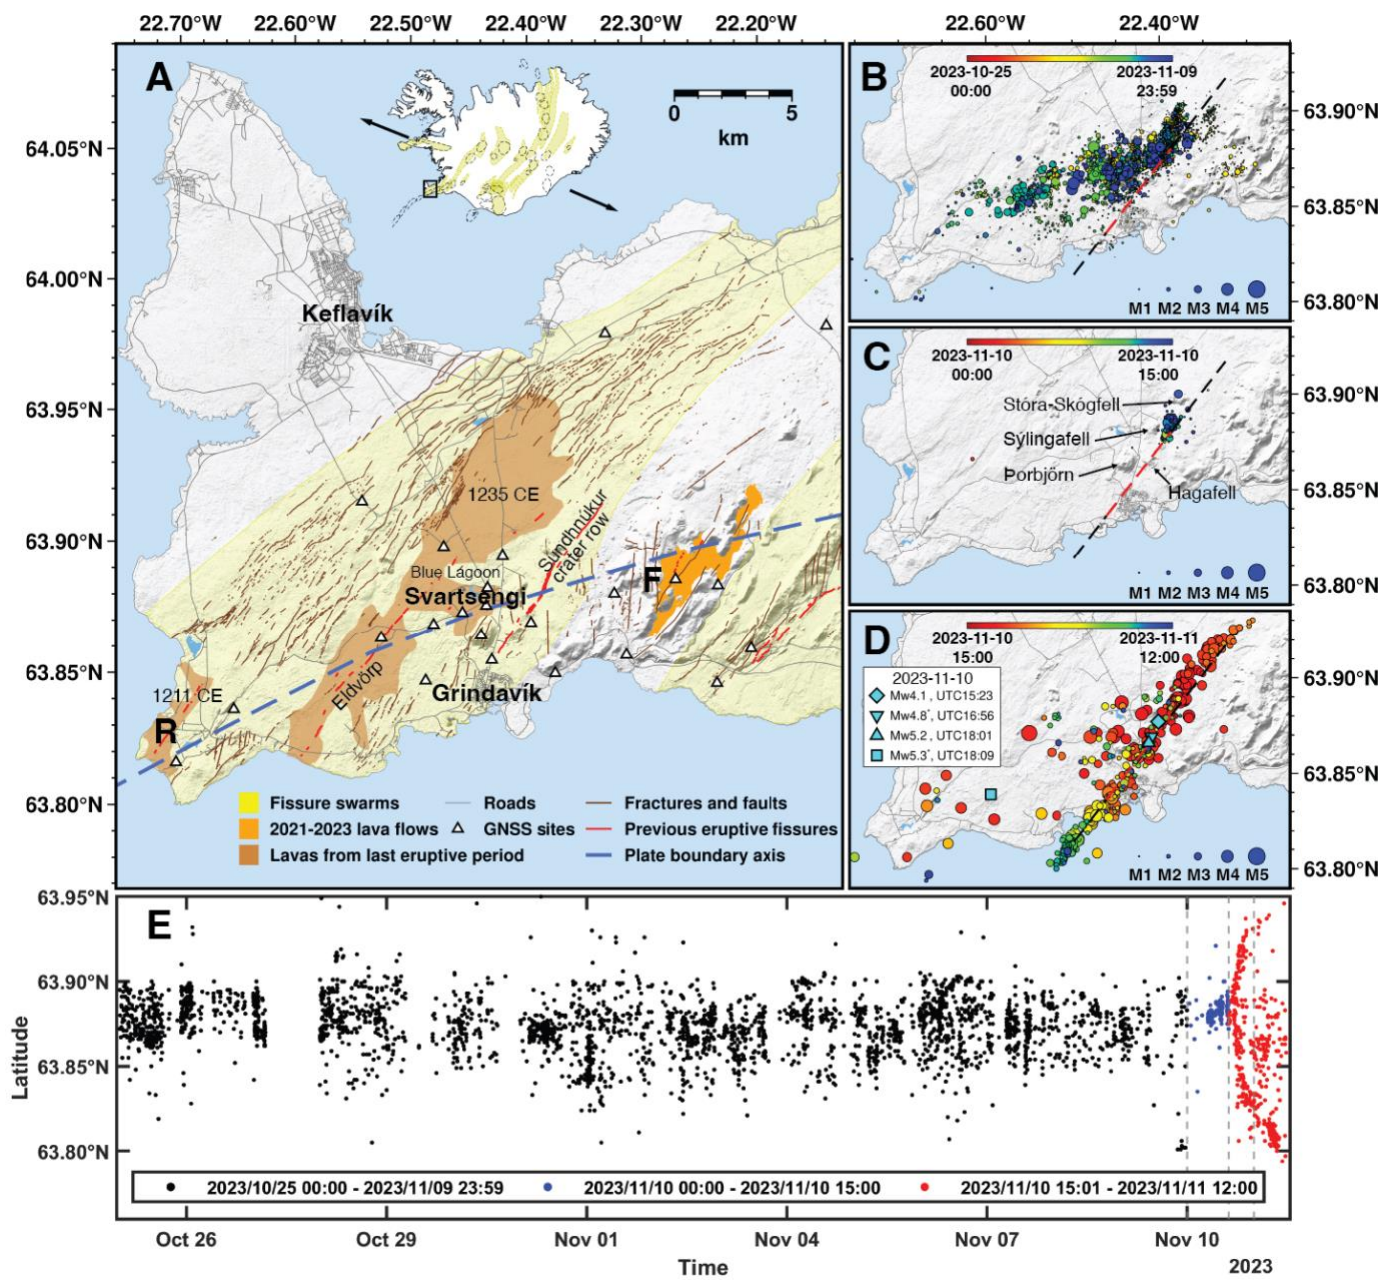 22.70°W 22.60°W 22.50°W 22.40°W 22.30°W 22.20°W
A
0 5
km
64.05°N
64.00°N
63.95°N
63.90°N
63.85°N
63.80°N
Keflavík
1235 CE
Sundhnúkur
crater row
Blue Lagoon
Svartsengi
F
Eldvörp
Grindavík
1211 CE
R
Fissure swarms
Roads
Fractures and faults
2021-2023 lava flows
GNSS sites
Previous eruptive fissures
Lavas from last eruptive period
Plate boundary axis
22.60°W 22.40°W
B
2023-10-25 2023-11-09
00:00 23:59
63.90°N
63.85°N
63.80°N
M1 M2 M3 M4 M5
C
2023-11-10 2023-11-10
00:00 15:00
Stóra-Skógfell
Sýlingafell
Þorbjörn
Hagafell
63.90°N
63.85°N
63.80°N
M1 M2 M3 M4 M5
D
2023-11-10 2023-11-11
15:00 12:00
2023-11-10
Mw4.1 , UTC15:23
Mw4.8*, UTC16:56
Mw5.2 , UTC18:01
Mw5.3*, UTC18:09
63.90°N
63.85°N
63.80°N
M1 M2 M3 M4 M5
E
63.95°N
63.90°N
63.85°N
63.80°N
Latitude
2023/10/25 00:00 - 2023/11/09 23:59
2023/11/10 00:00 - 2023/11/10 15:00
2023/11/10 15:01 - 2023/11/11 12:00
Oct 26 Oct 29 Nov 01 Nov 04 Nov 07 Nov 10
Time
2023